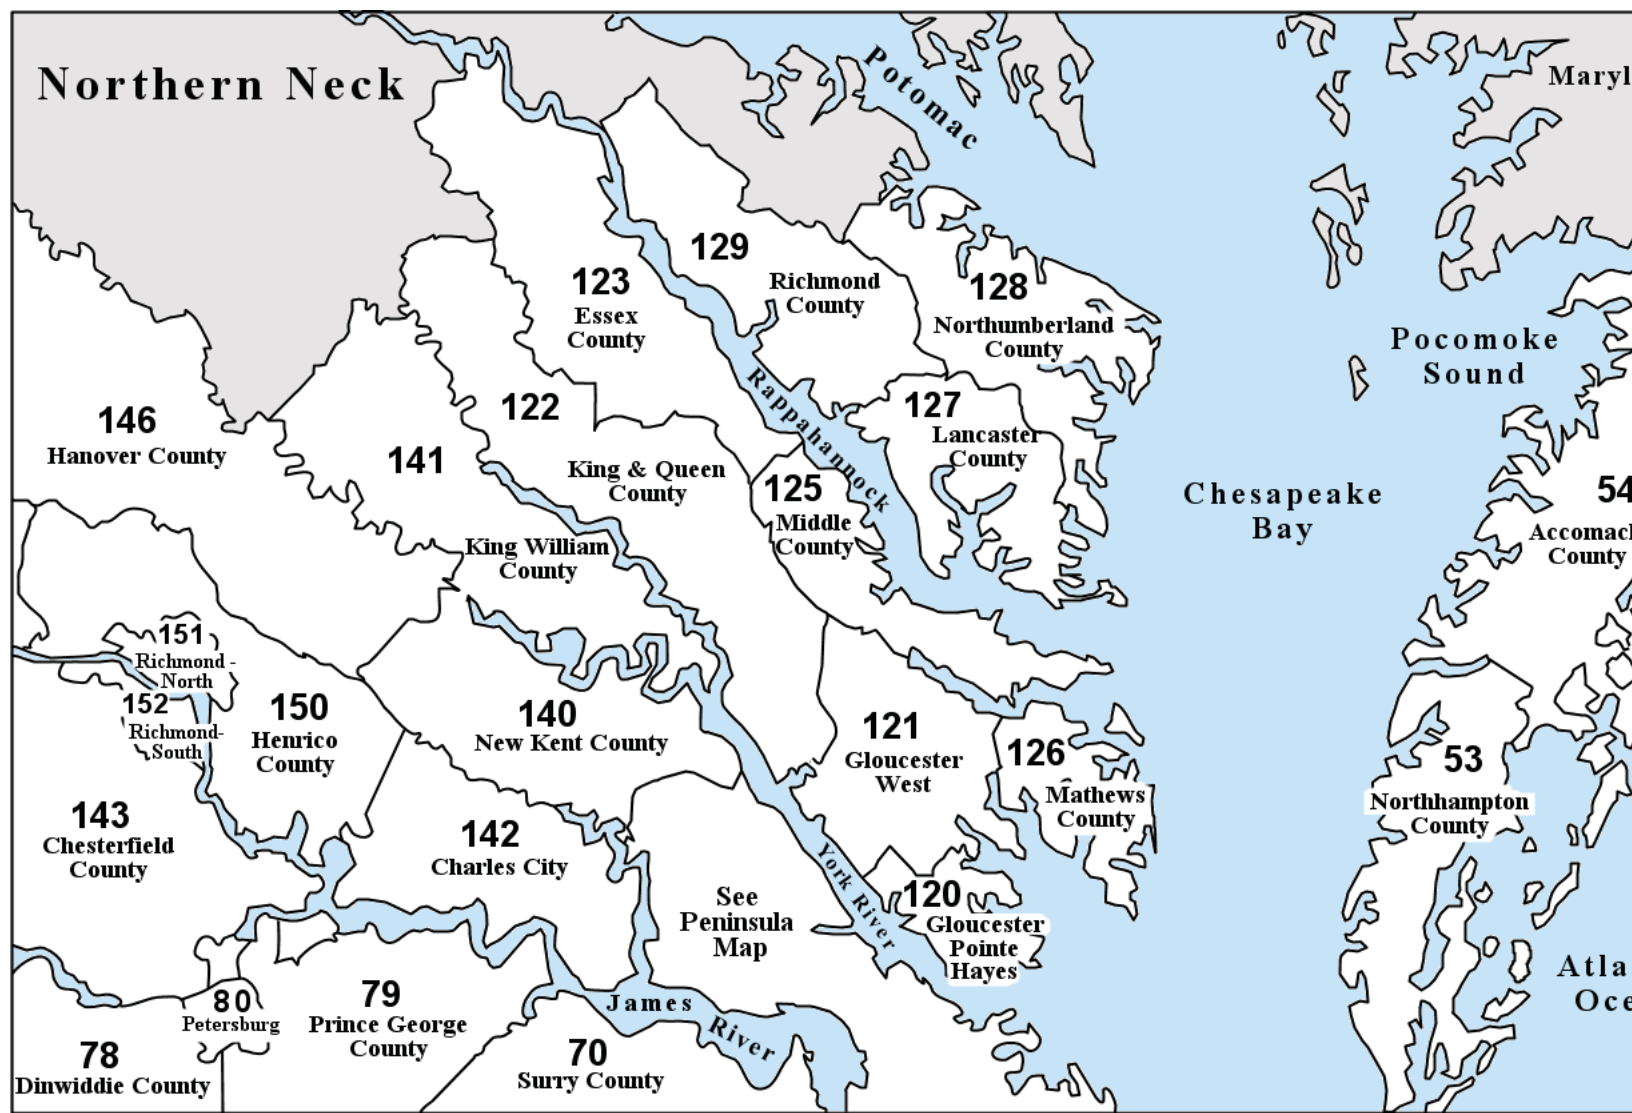 Northern Neck
Potomac
Maryl
129
Richmond
County
128
Northumberland
County
123
Essex
County
Pocomoke
Sound
146
Hanover County
141
122
127
Lancaster
County
Rappahannock
King & Queen
County
125
Middle
County
Chesapeake
Bay
54
Accomac
County
King William
County
151
Richmond -
North
152
Richmond-
South
150
Henrico
County
140
New Kent County
121
Gloucester
West
126
Mathews
County
53
Northhampton
County
143
Chesterfield
County
142
Charles City
York River
See
Peninsula
Map
120
Gloucester
Pointe
Hayes
Atla
Oce
80
Petersburg
79
Prince George
County
James
River
78
Dinwiddie County
70
Surry County